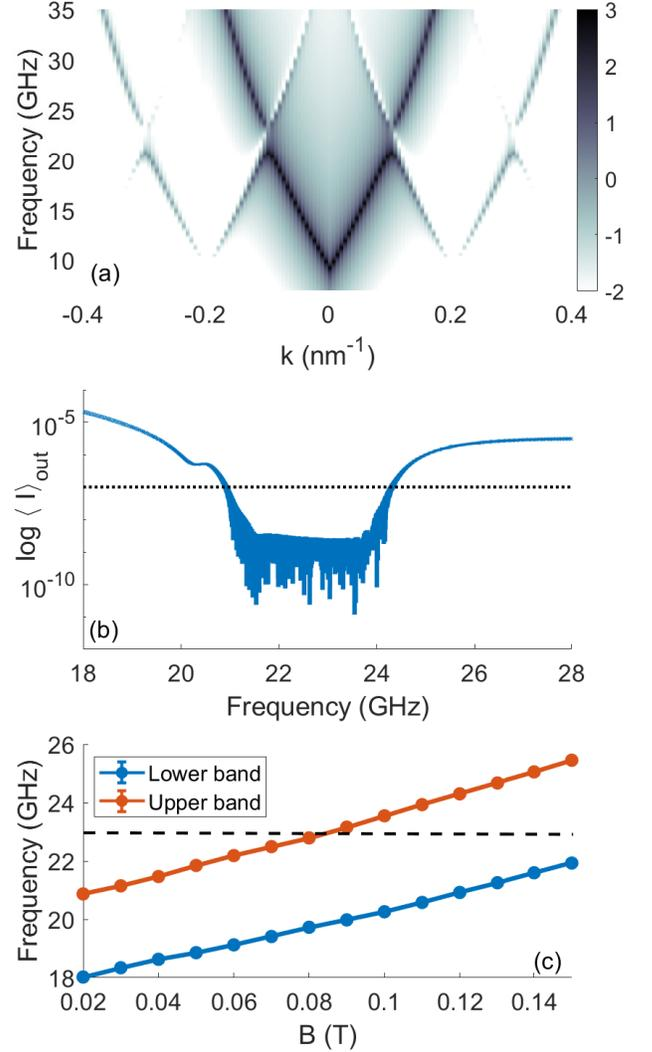 35
30
25
20
15
10
Frequency (GHz)
(a)
-0.4 -0.2 0 0.2 0.4
k (nm-1)
3
2
1
0
-1
-2
10-5
10-10
log ⟨ I⟩out
(b)
18 20 22 24 26 28
Frequency (GHz)
26
24
22
20
18
Frequency (GHz)
Lower band
Upper band
(c)
0.02 0.04 0.06 0.08 0.1 0.12 0.14
B (T)